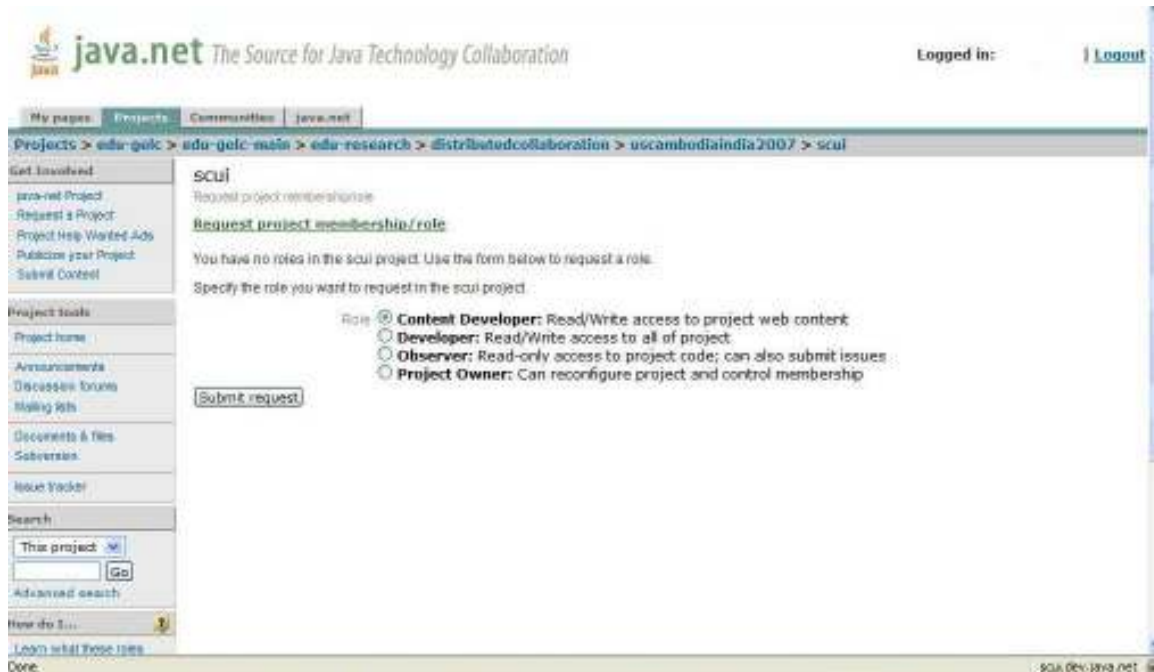 java.net The Source for Java Technology Collaboration
Java
Logged in: | Logout
My pages Projects Communities java.net
Projects > edu-gelc > edu-gelc-main > edu-research > distributedcollaboration > uscambodiaindia2007 > scui
Get Involved
java-net Project
Request a Project
Project Help Wanted Ads
Publicize your Project
Submit Content
Project tools
Project home
Announcements
Discussion forums
Mailing lists
Documents & files
Subversion
Issue tracker
Search
This project
Go
Advanced search
How do I...
Learn what these roles
scui
Request project membership/role
Request project membership/role
You have no roles in the scui project. Use the form below to request a role.
Specify the role you want to request in the scui project
Role Content Developer: Read/Write access to project web content
Developer: Read/Write access to all of project
Observer: Read-only access to project code; can also submit issues
Project Owner: Can reconfigure project and control membership
Submit request
Done
scui.dev.java.net